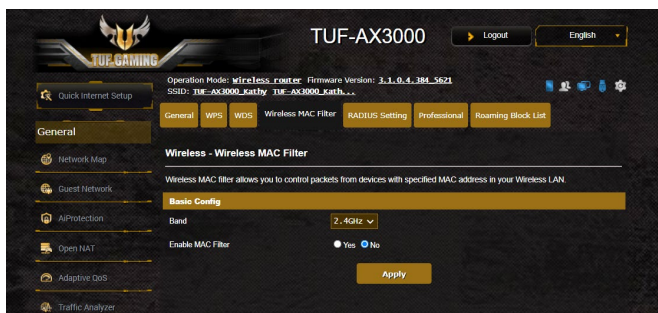 TUF-AX3000
Logout
English
TUF GAMING
Operation Mode: Wireless router Firmware Version: 3.1.0.4.384_5621
SSID: TUF-AX3000_Kathy TUF-AX3000_Kath...
Quick Internet Setup
General WPS WDS Wireless MAC Filter RADIUS Setting Professional Roaming Block List
General
Network Map
Wireless - Wireless MAC Filter
Wireless MAC filter allows you to control packets from devices with specified MAC address in your Wireless LAN.
Guest Network
Basic Config
AiProtection
Band 2.4GHz
Open NAT
Enable MAC Filter Yes No
Adaptive QoS
Apply
Traffic Analyzer